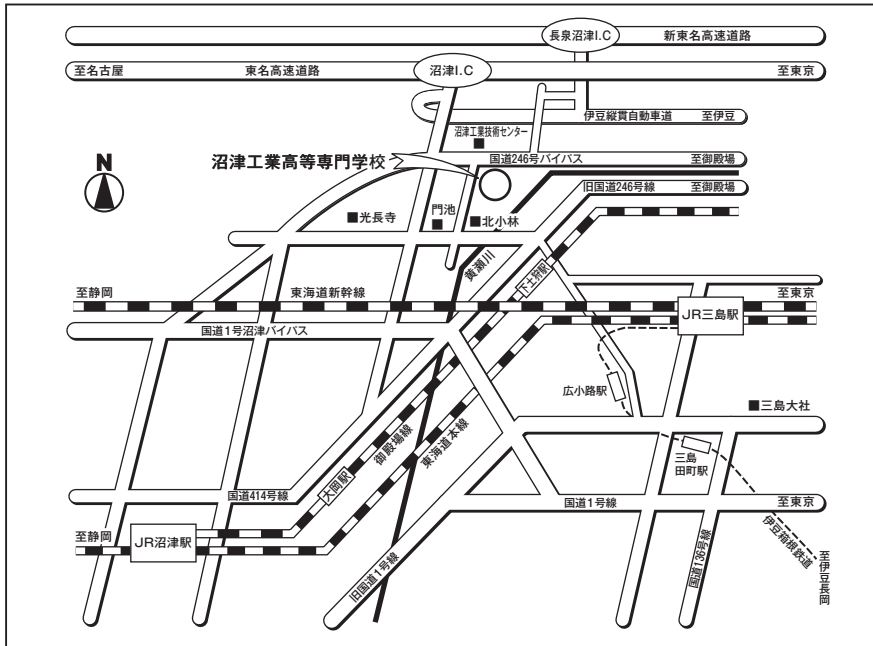 長泉沼津I.C
新東名高速道路
至名古屋
東名高速道路
沼津I.C
至東京
伊豆縦貫自動車道
至伊豆
沼津工業技術センター
沼津工業高等専門学校
国道246号バイパス
至御殿場
N
旧国道246号線
至御殿場
光長寺
門池
北小林
黄瀬川
下土狩駅
至静岡
東海道新幹線
至東京
JR三島駅
国道1号沼津バイパス
広小路駅
三島大社
御殿場線
東海道本線
三島
田町駅
大岡駅
国道414号線
国道1号線
至東京
至静岡
JR沼津駅
旧国道1号線
国道136号線
伊豆箱根鉄道
至伊豆長岡